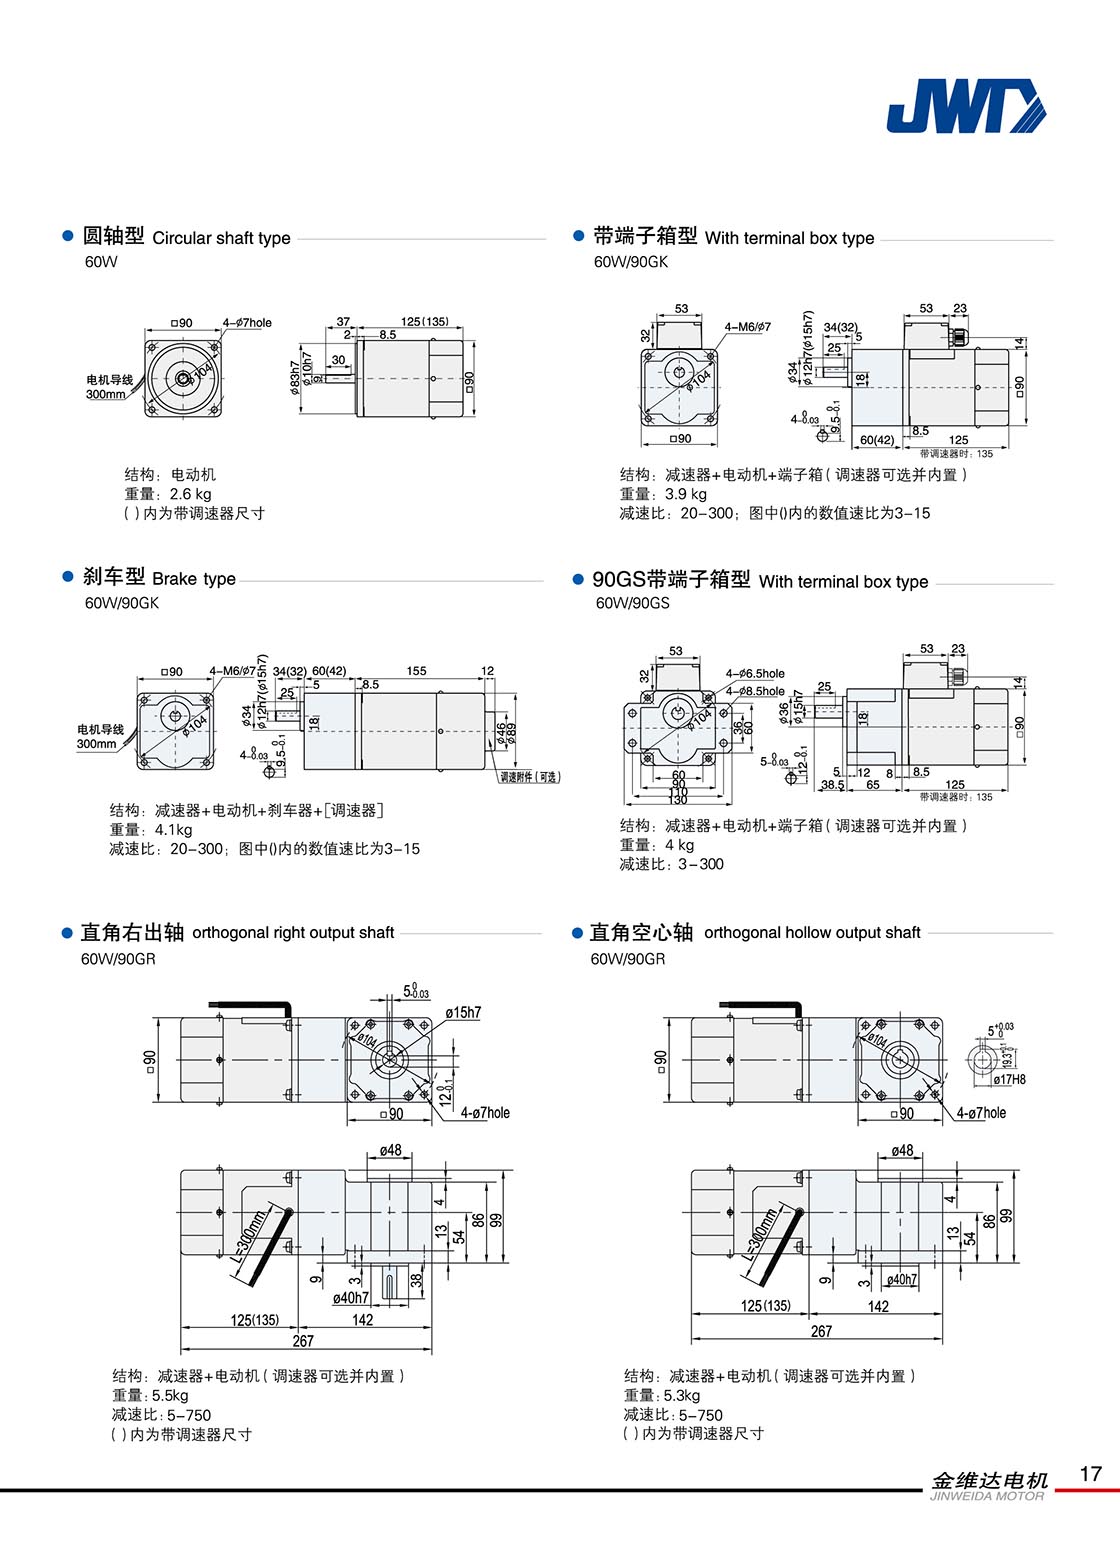 JWD
圆轴型 Circular shaft type
60W
□90
4-ø7hole
ø104
电机导线
300mm
37
125(135)
2
8.5
30
ø83h7
ø10h7
9
□90
结构：电动机
重量：2.6 kg
( ) 内为带调速器尺寸
带端子箱型 With terminal box type
60W/90GK
53
32
4-M6/ø7
ø104
□90
53
23
34(32)
5
25
14
ø34
ø12h7(ø15h7)
18
□90
4-0.03 0
9.5-0.1 0
8.5
60(42)
125
带调速器时：135
结构：减速器+电动机+端子箱 ( 调速器可选并内置 )
重量：3.9 kg
减速比：20-300；图中()内的数值速比为3-15
刹车型 Brake type
60W/90GK
□90
4-M6/ø7
ø104
电机导线
300mm
34(32)
60(42)
155
12
5
8.5
25
ø34
ø12h7(ø15h7)
18
4-0.03 0
9.5-0.1 0
ø46
ø89
调速附件 ( 可选 )
结构：减速器+电动机+刹车器+[调速器]
重量：4.1kg
减速比：20-300；图中()内的数值速比为3-15
90GS带端子箱型 With terminal box type
60W/90GS
53
32
4-ø6.5hole
4-ø8.5hole
ø104
36
60
60
90
110
130
53
23
25
14
ø36
ø15h7
18
□90
5-0.03 0
12-0.1 0
5
12
8
8.5
38.5
65
125
带调速器时：135
结构：减速器+电动机+端子箱 ( 调速器可选并内置 )
重量：4 kg
减速比：3-300
直角右出轴 orthogonal right output shaft
60W/90GR
5 0 -0.03
ø15h7
ø104
□90
12 0 -0.1
□90
4-ø7hole
ø48
4
13
54
86
99
L=300mm
9
3
38
ø40h7
125(135)
142
267
结构：减速器+电动机 ( 调速器可选并内置 )
重量:5.5kg
减速比:5-750
( ) 内为带调速器尺寸
直角空心轴 orthogonal hollow output shaft
60W/90GR
ø104
□90
5 +0.03 0
19.3 +0.1 0
ø17H8
□90
4-ø7hole
ø48
4
13
54
86
99
L=300mm
9
3
ø40h7
125(135)
142
267
结构：减速器+电动机 ( 调速器可选并内置 )
重量:5.3kg
减速比:5-750
( ) 内为带调速器尺寸
金维达电机
JINWEIDA MOTOR
17